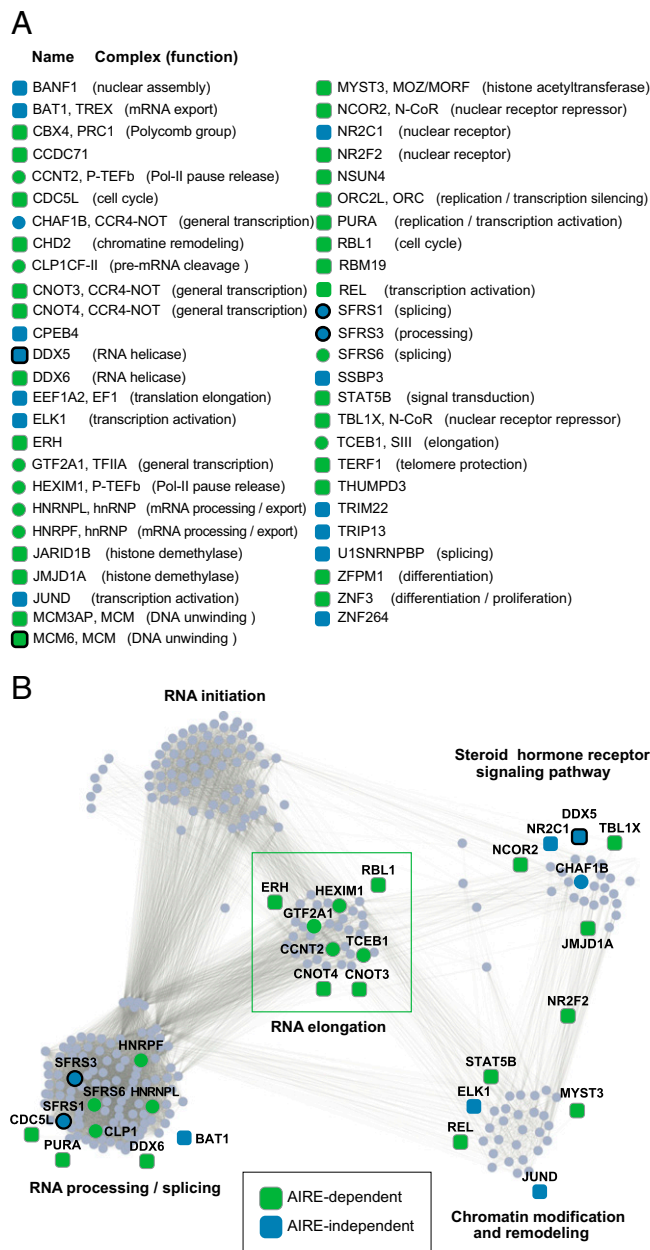 A
Name Complex (function)
BANF1 (nuclear assembly)
BAT1, TREX (mRNA export)
CBX4, PRC1 (Polycomb group)
CCDC71
CCNT2, P-TEFb (Pol-II pause release)
CDC5L (cell cycle)
CHAF1B, CCR4-NOT (general transcription)
CHD2 (chromatine remodeling)
CLP1CF-II (pre-mRNA cleavage )
CNOT3, CCR4-NOT (general transcription)
CNOT4, CCR4-NOT (general transcription)
CPEB4
DDX5 (RNA helicase)
DDX6 (RNA helicase)
EEF1A2, EF1 (translation elongation)
ELK1 (transcription activation)
ERH
GTF2A1, TFIIA (general transcription)
HEXIM1, P-TEFb (Pol-II pause release)
HNRNPL, hnRNP (mRNA processing / export)
HNRPF, hnRNP (mRNA processing / export)
JARID1B (histone demethylase)
JMJD1A (histone demethylase)
JUND (transcription activation)
MCM3AP, MCM (DNA unwinding )
MCM6, MCM (DNA unwinding )
MYST3, MOZ/MORF (histone acetyltransferase)
NCOR2, N-CoR (nuclear receptor repressor)
NR2C1 (nuclear receptor)
NR2F2 (nuclear receptor)
NSUN4
ORC2L, ORC (replication / transcription silencing)
PURA (replication / transcription activation)
RBL1 (cell cycle)
RBM19
REL (transcription activation)
SFRS1 (splicing)
SFRS3 (processing)
SFRS6 (splicing)
SSBP3
STAT5B (signal transduction)
TBL1X, N-CoR (nuclear receptor repressor)
TCEB1, SIII (elongation)
TERF1 (telomere protection)
THUMPD3
TRIM22
TRIP13
U1SNRNPBP (splicing)
ZFPM1 (differentiation)
ZNF3 (differentiation / proliferation)
ZNF264
B
RNA initiation
Steroid hormone receptor
signaling pathway
DDX5
NR2C1
TBL1X
NCOR2
CHAF1B
JMJD1A
NR2F2
RBL1
ERH
HEXIM1
GTF2A1
CCNT2
TCEB1
CNOT4
CNOT3
RNA elongation
HNRPF
SFRS3
SFRS6
HNRNPL
SFRS1
CDC5L
CLP1
PURA
DDX6
BAT1
RNA processing / splicing
STAT5B
ELK1
MYST3
REL
JUND
Chromatin modification
and remodeling
AIRE-dependent
AIRE-independent